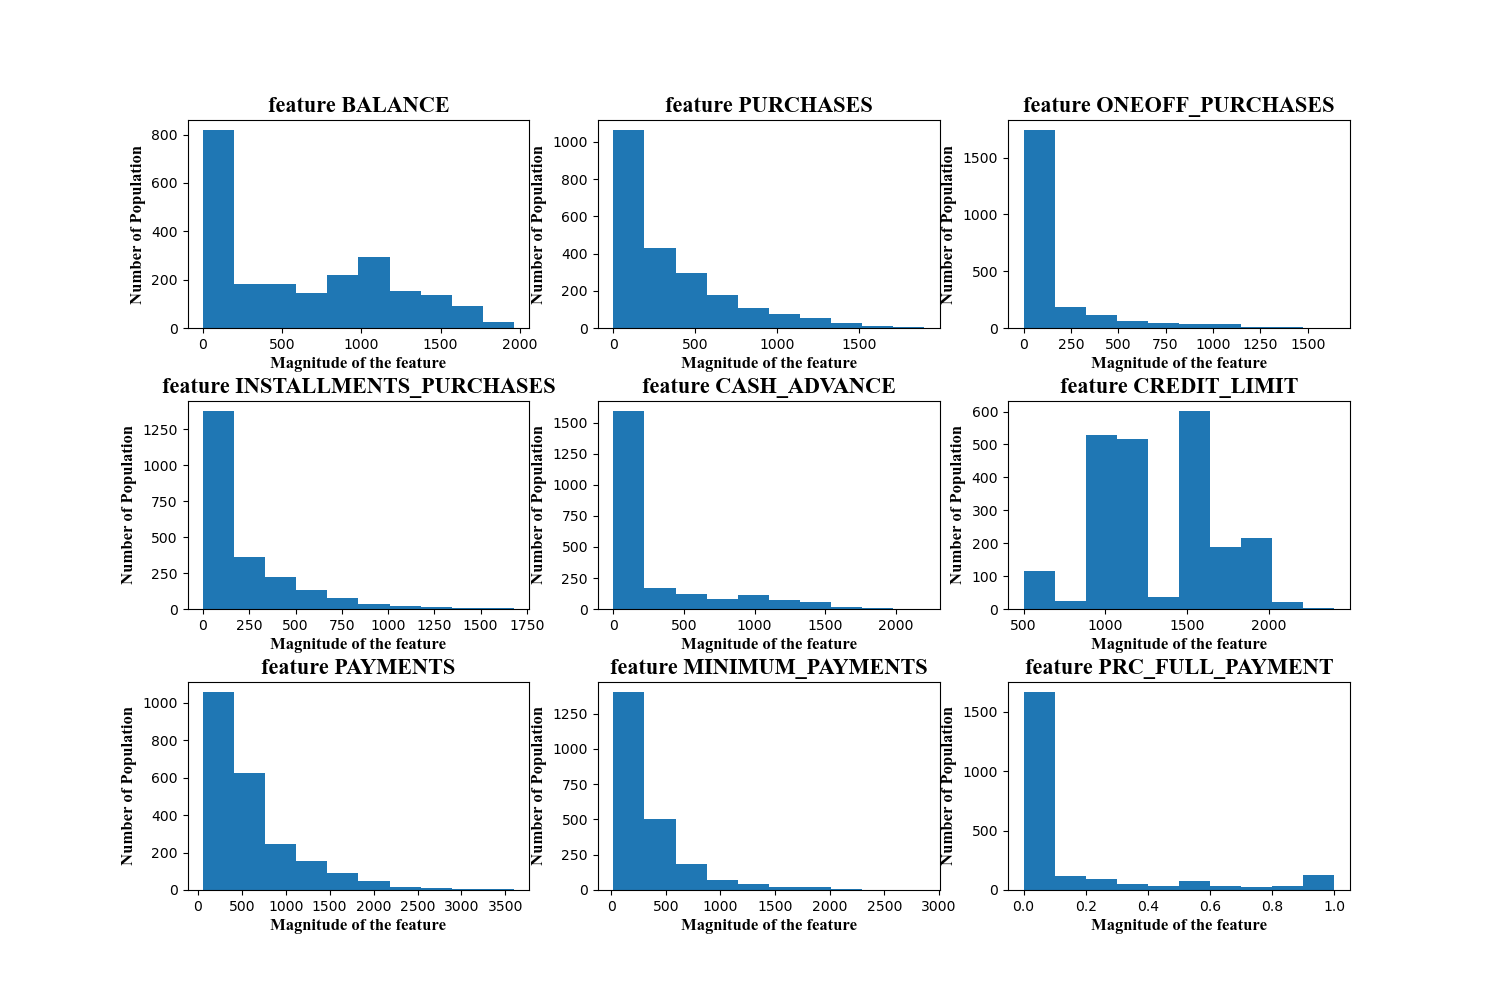 feature BALANCE
Number of Population
800
600
400
200
0
0 500 1000 1500 2000
Magnitude of the feature
feature PURCHASES
Number of Population
1000
800
600
400
200
0
0 500 1000 1500
Magnitude of the feature
feature ONEOFF_PURCHASES
Number of Population
1500
1000
500
0
0 250 500 750 1000 1250 1500
Magnitude of the feature
feature INSTALLMENTS_PURCHASES
Number of Population
1250
1000
750
500
250
0
0 250 500 750 1000 1250 1500 1750
Magnitude of the feature
feature CASH_ADVANCE
Number of Population
1500
1250
1000
750
500
250
0
0 500 1000 1500 2000
Magnitude of the feature
feature CREDIT_LIMIT
Number of Population
600
500
400
300
200
100
0
500 1000 1500 2000
Magnitude of the feature
feature PAYMENTS
Number of Population
1000
800
600
400
200
0
0 500 1000 1500 2000 2500 3000 3500
Magnitude of the feature
feature MINIMUM_PAYMENTS
Number of Population
1250
1000
750
500
250
0
0 500 1000 1500 2000 2500 3000
Magnitude of the feature
feature PRC_FULL_PAYMENT
Number of Population
1500
1000
500
0
0.0 0.2 0.4 0.6 0.8 1.0
Magnitude of the feature